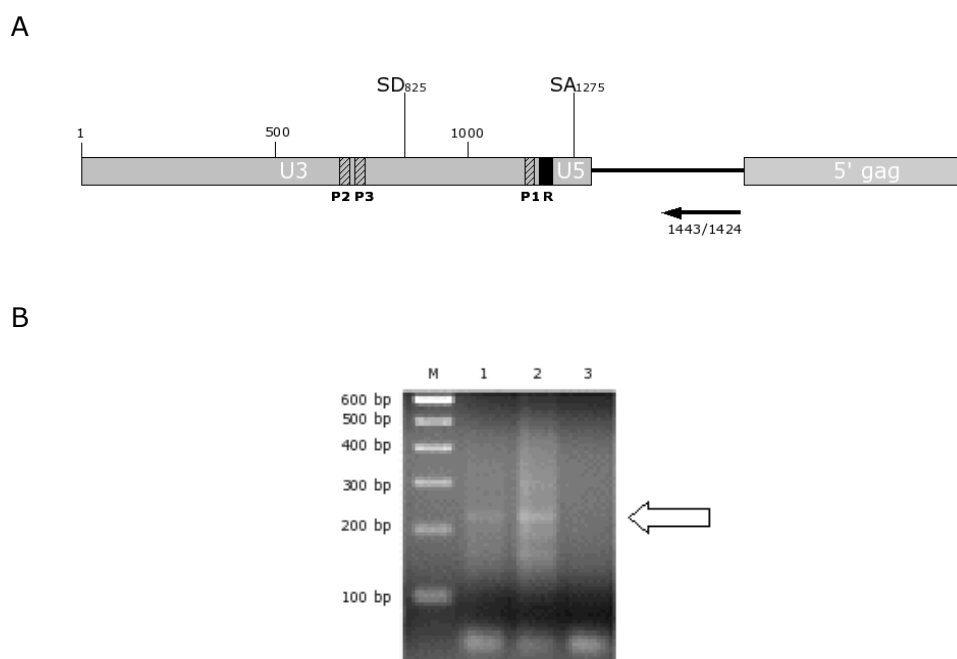 A
SD825 SA1275
1 500 1000
U3 U5 5' gag
P2 P3 P1 R
1443/1424
B
M 1 2 3
600 bp
500 bp
400 bp
300 bp
200 bp
100 bp